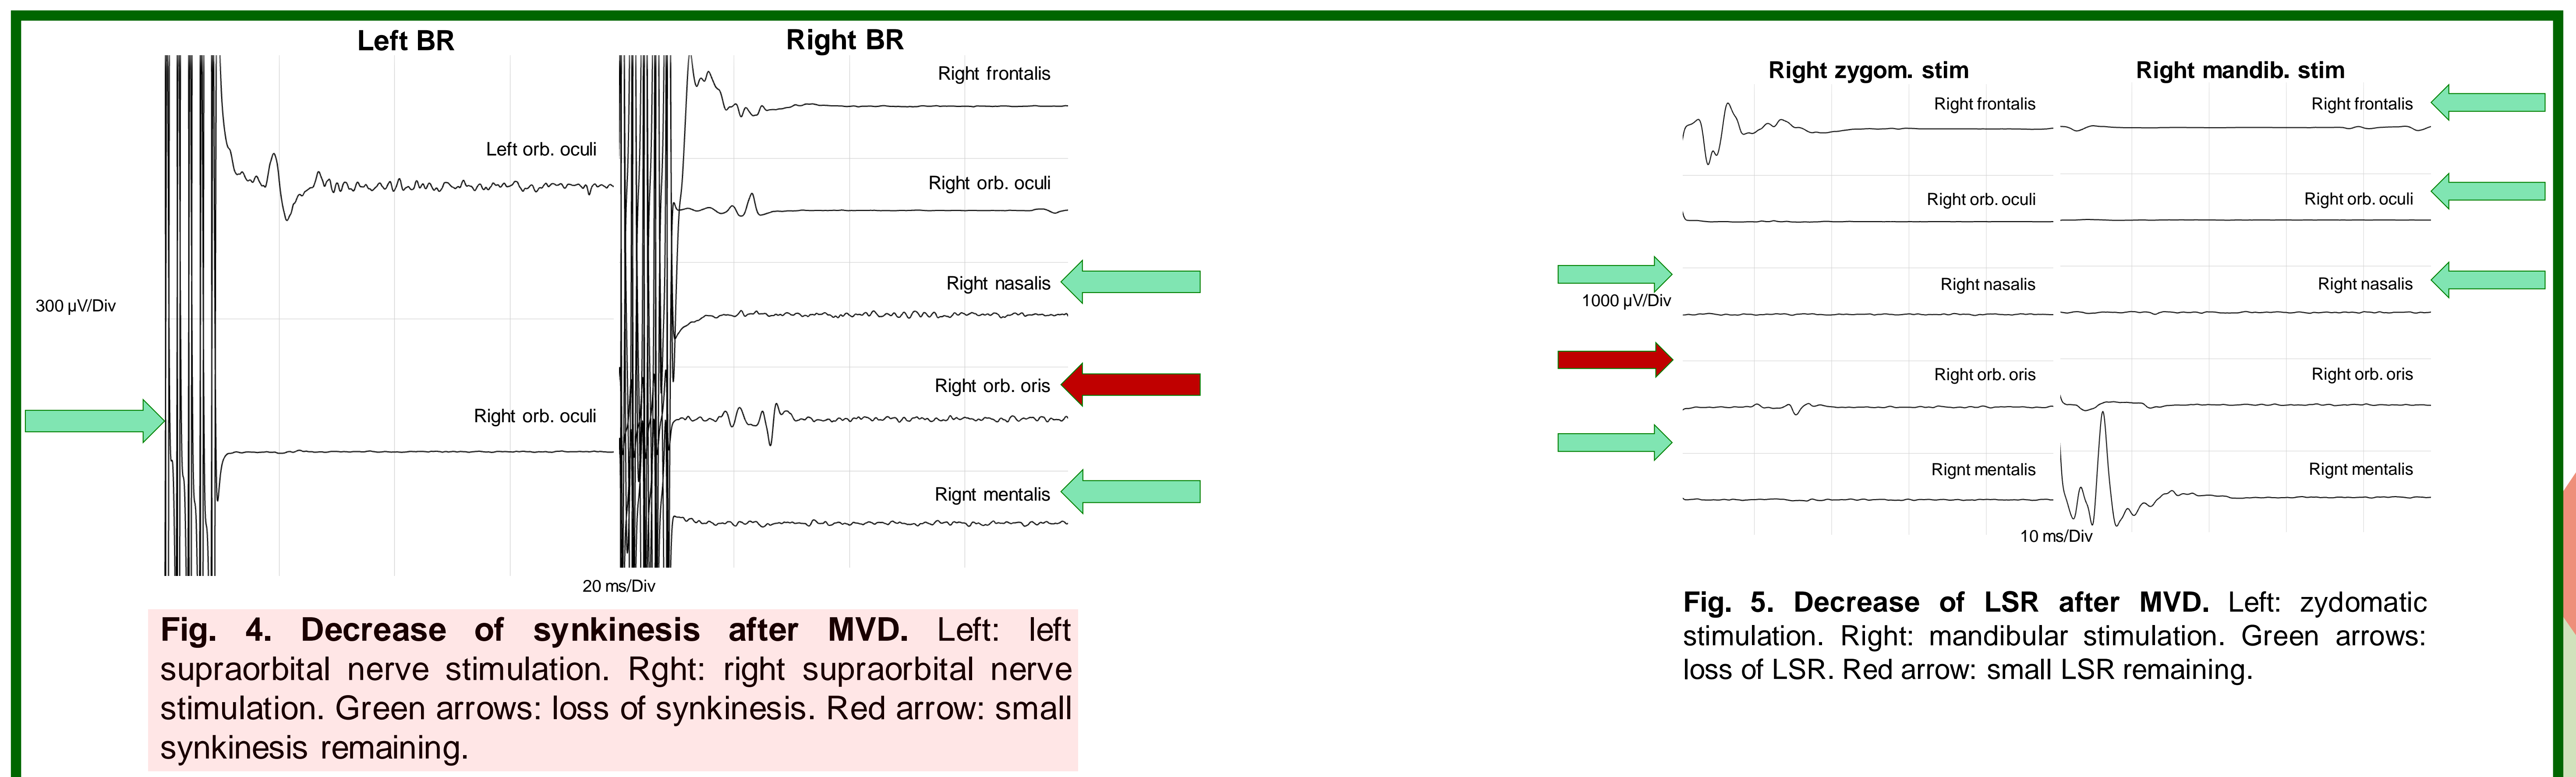 Left BR
Right BR
Right frontalis
Left orb. oculi
Right orb. oculi
Right nasalis
300 µV/Div
Right orb. oris
Right orb. oculi
Rignt mentalis
20 ms/Div
Fig. 4. Decrease of synkinesis after MVD. Left: left
supraorbital nerve stimulation. Rght: right supraorbital nerve
stimulation. Green arrows: loss of synkinesis. Red arrow: small
synkinesis remaining.
Right zygom. stim
Right mandib. stim
Right frontalis
Right frontalis
Right orb. oculi
Right orb. oculi
Right nasalis
Right nasalis
1000 µV/Div
Right orb. oris
Right orb. oris
Rignt mentalis
Rignt mentalis
10 ms/Div
Fig. 5. Decrease of LSR after MVD. Left: zydomatic
stimulation. Right: mandibular stimulation. Green arrows:
loss of LSR. Red arrow: small LSR remaining.